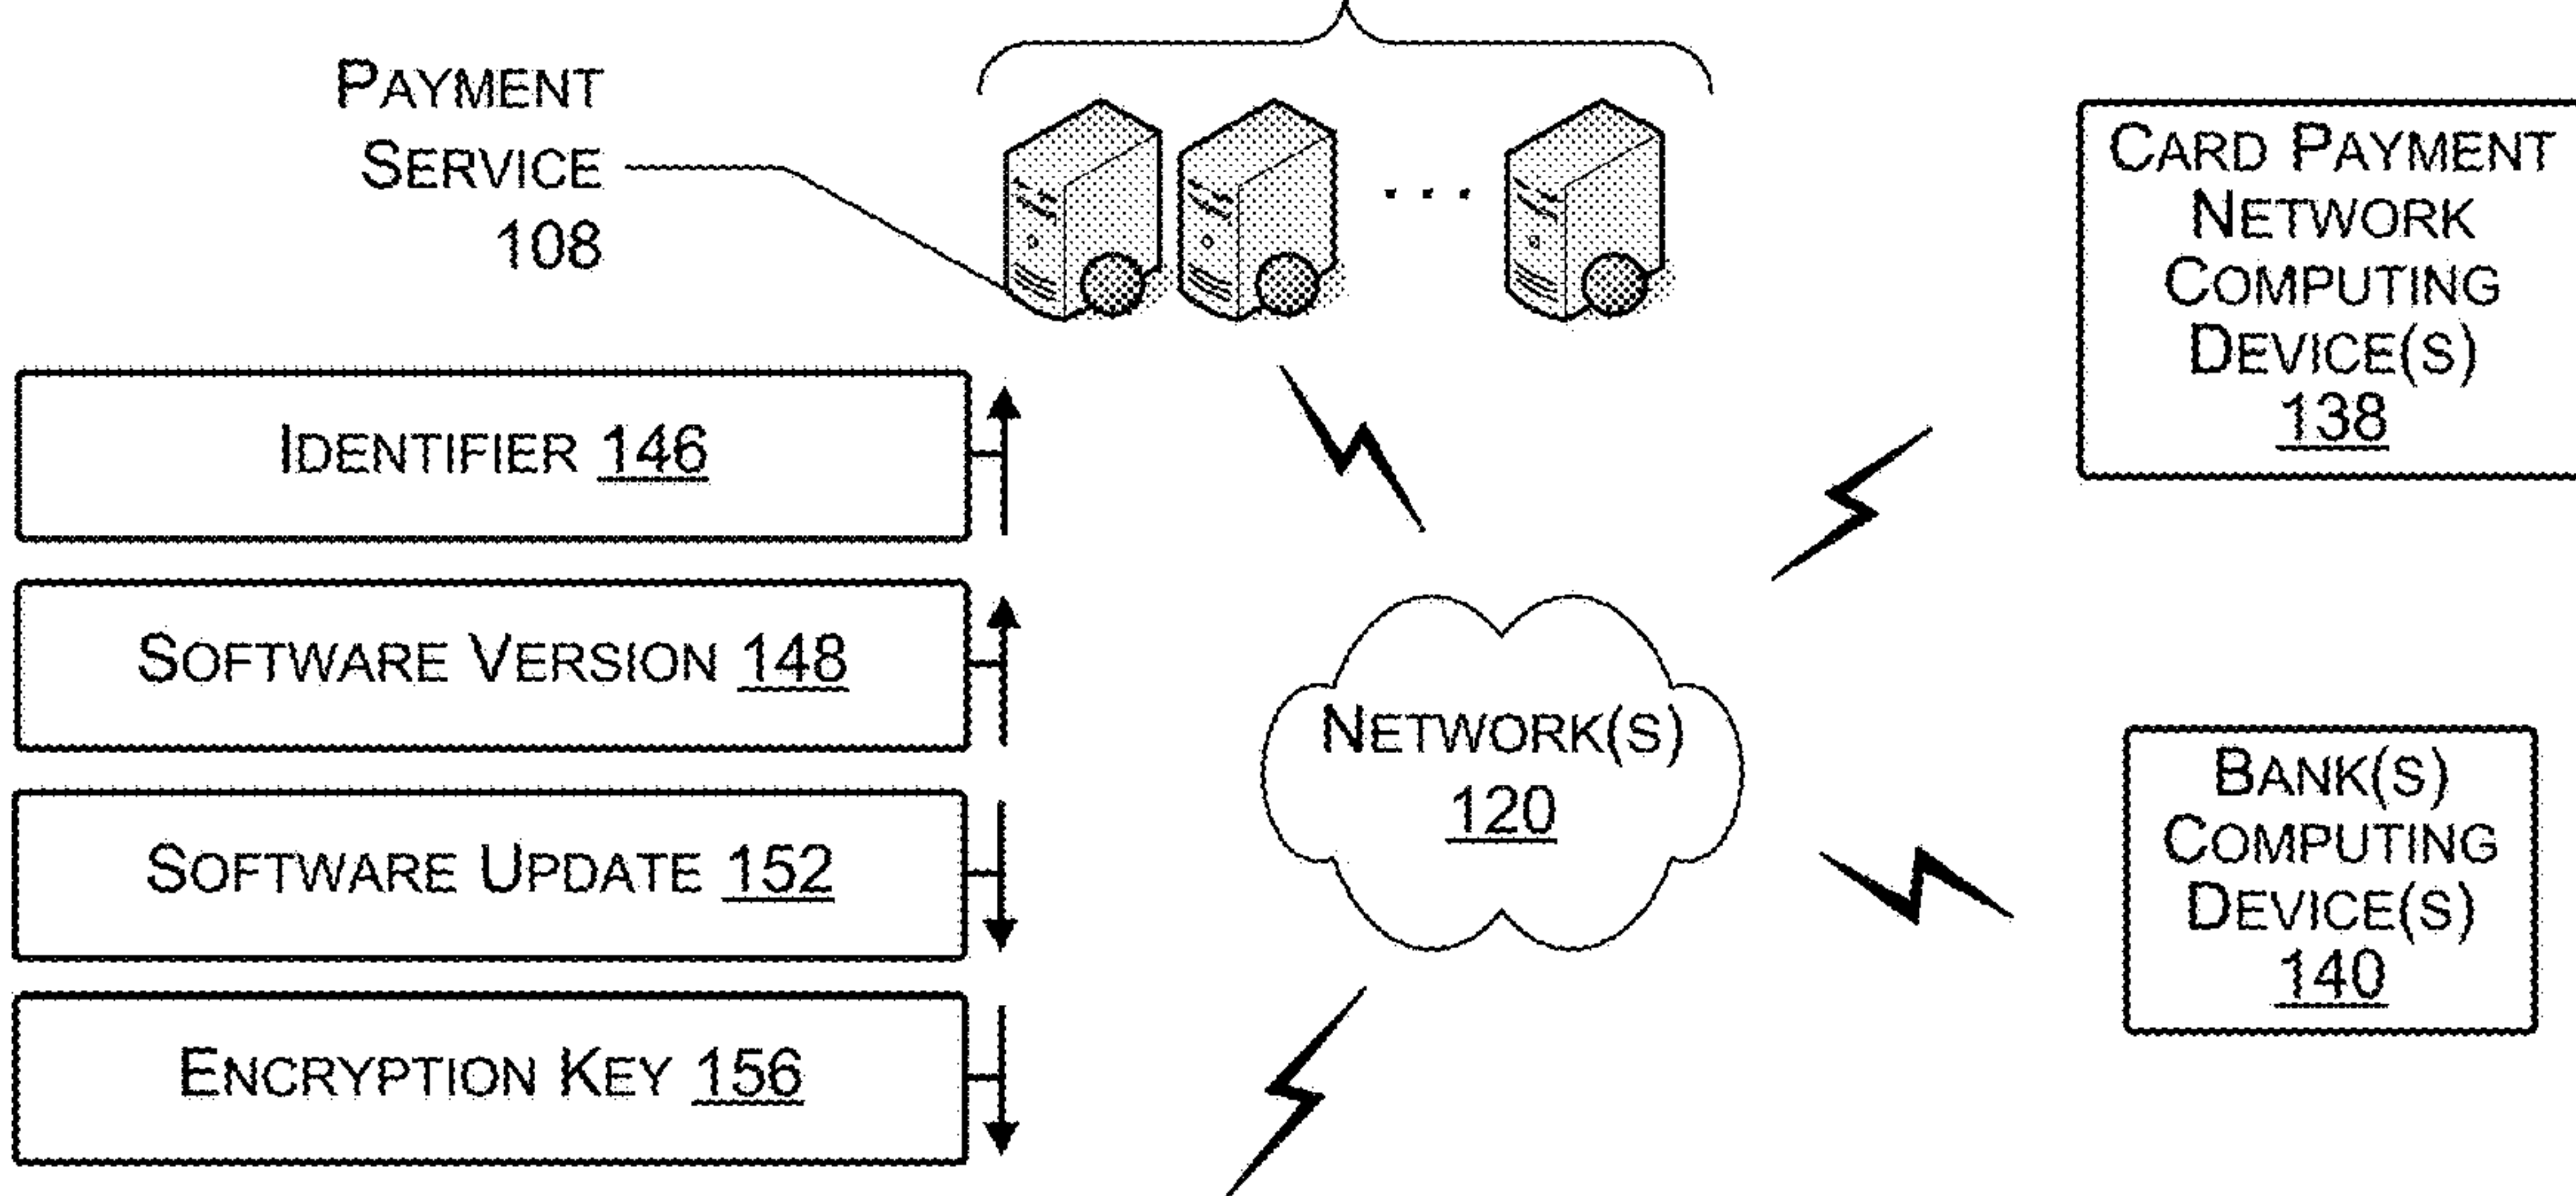 PAYMENT
SERVICE
108
...
CARD PAYMENT
NETWORK
COMPUTING
DEVICE(S)
138
IDENTIFIER 146
SOFTWARE VERSION 148
SOFTWARE UPDATE 152
ENCRYPTION KEY 156
NETWORK(S)
120
BANK(S)
COMPUTING
DEVICE(S)
140